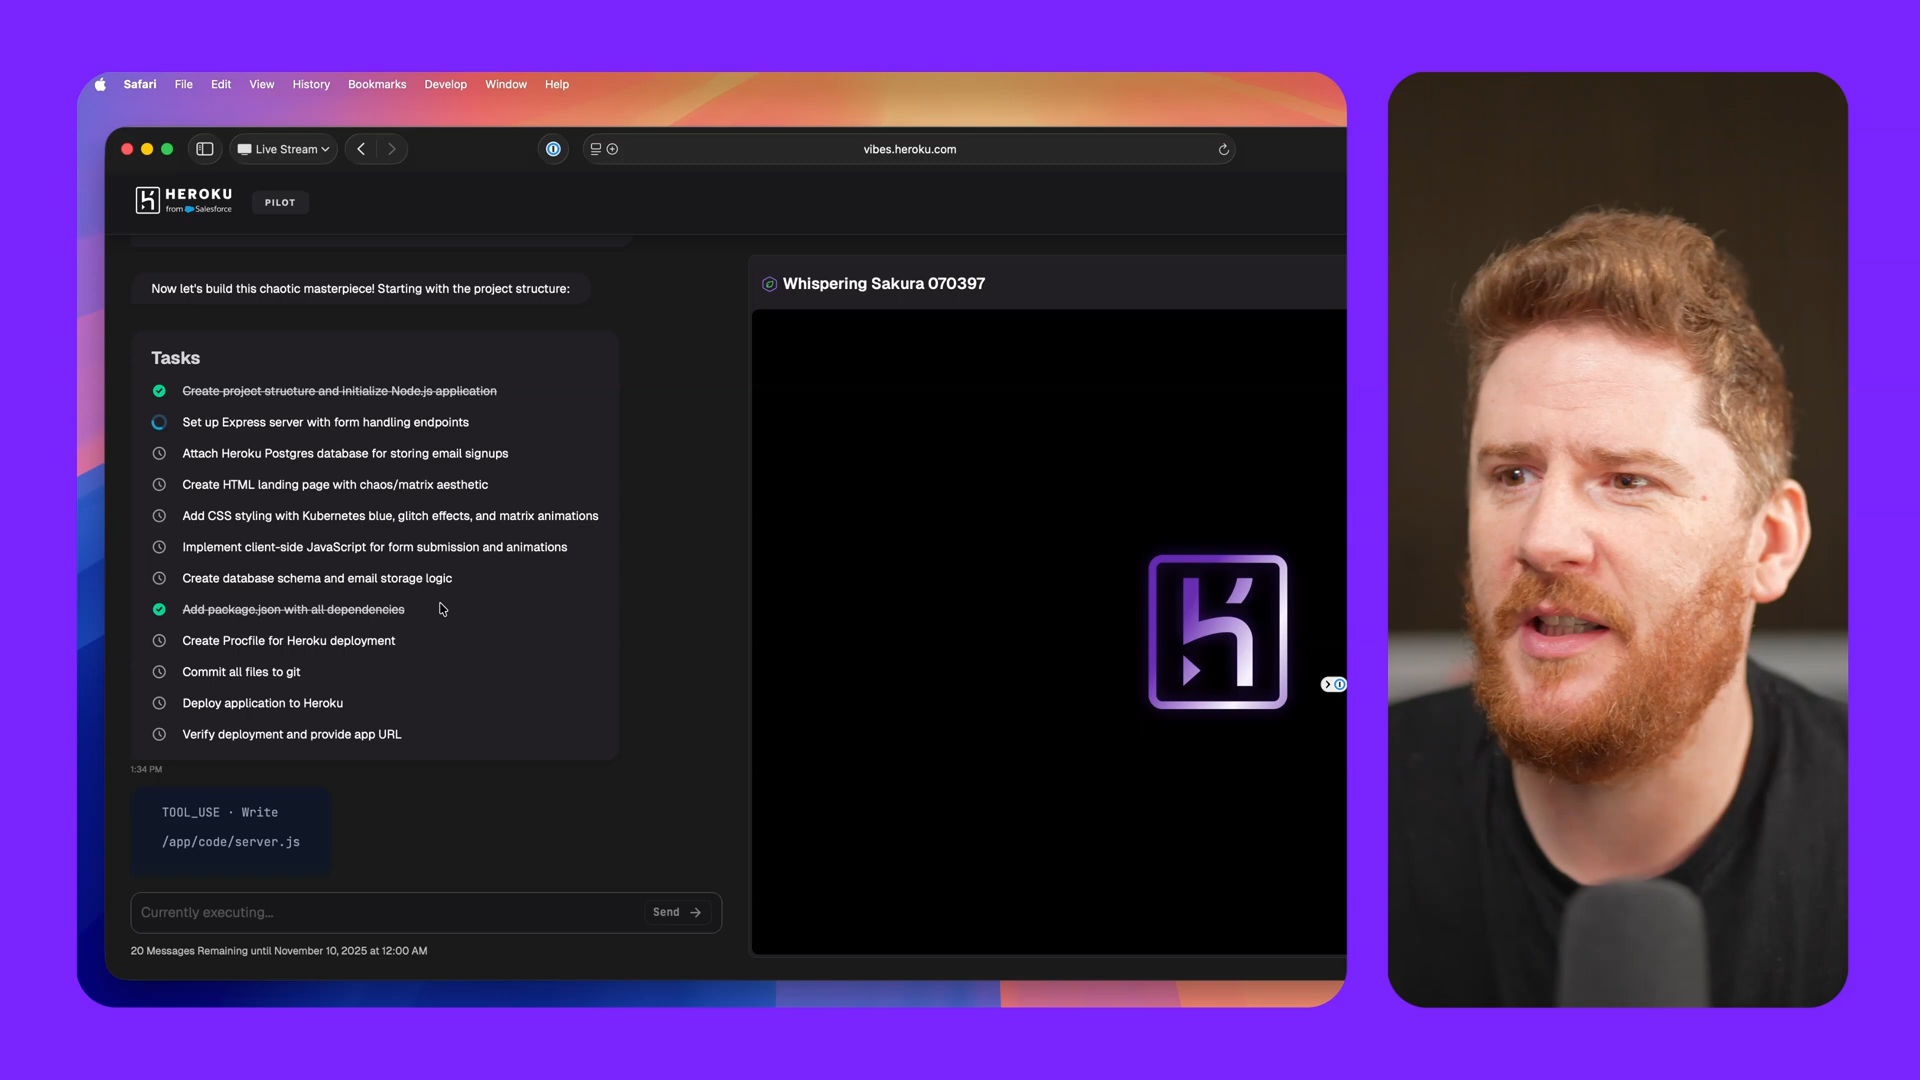 Safari File Edit View History Bookmarks Develop Window Help
Live Stream
vibes.heroku.com
HEROKU
from Salesforce
PILOT
Now let's build this chaotic masterpiece! Starting with the project structure:
Tasks
Create project structure and initialize Node.js application
Set up Express server with form handling endpoints
Attach Heroku Postgres database for storing email signups
Create HTML landing page with chaos/matrix aesthetic
Add CSS styling with Kubernetes blue, glitch effects, and matrix animations
Implement client-side JavaScript for form submission and animations
Create database schema and email storage logic
Add package.json with all dependencies
Create Procfile for Heroku deployment
Commit all files to git
Deploy application to Heroku
Verify deployment and provide app URL
1:34 PM
TOOL_USE · Write
/app/code/server.js
Currently executing...
Send
20 Messages Remaining until November 10, 2025 at 12:00 AM
Whispering Sakura 070397